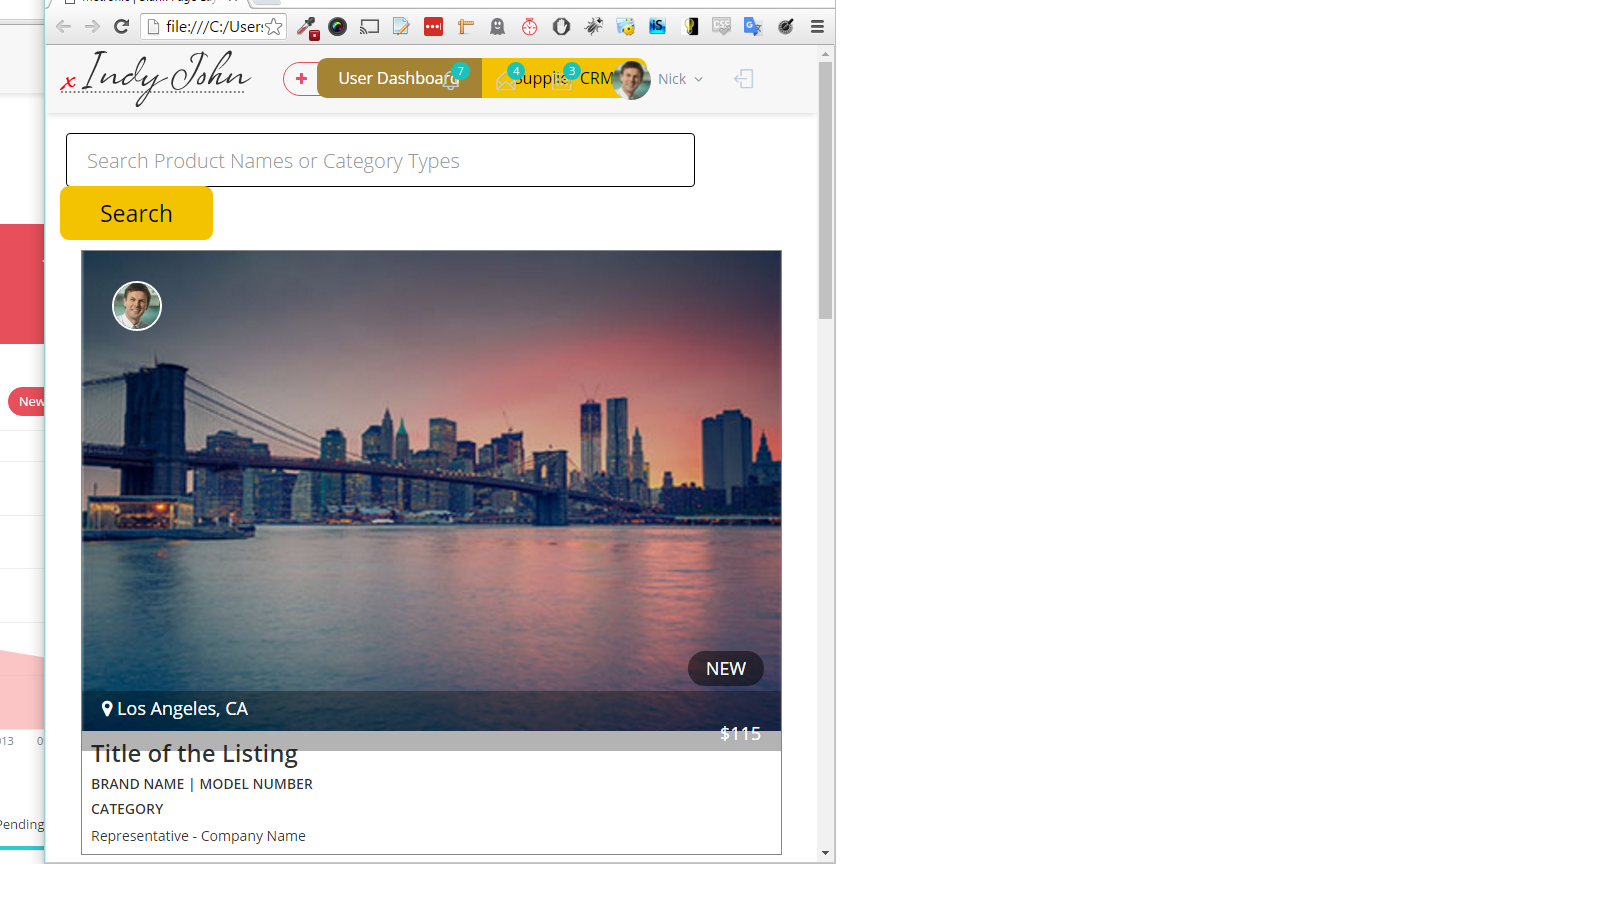 file:///C:/Users
x Indy John
User Dashboard
7
4
Supplier CRM
3
Nick
Search Product Names or Category Types
Search
New
NEW
Los Angeles, CA
$115
Title of the Listing
BRAND NAME | MODEL NUMBER
CATEGORY
Representative - Company Name
013
Pending